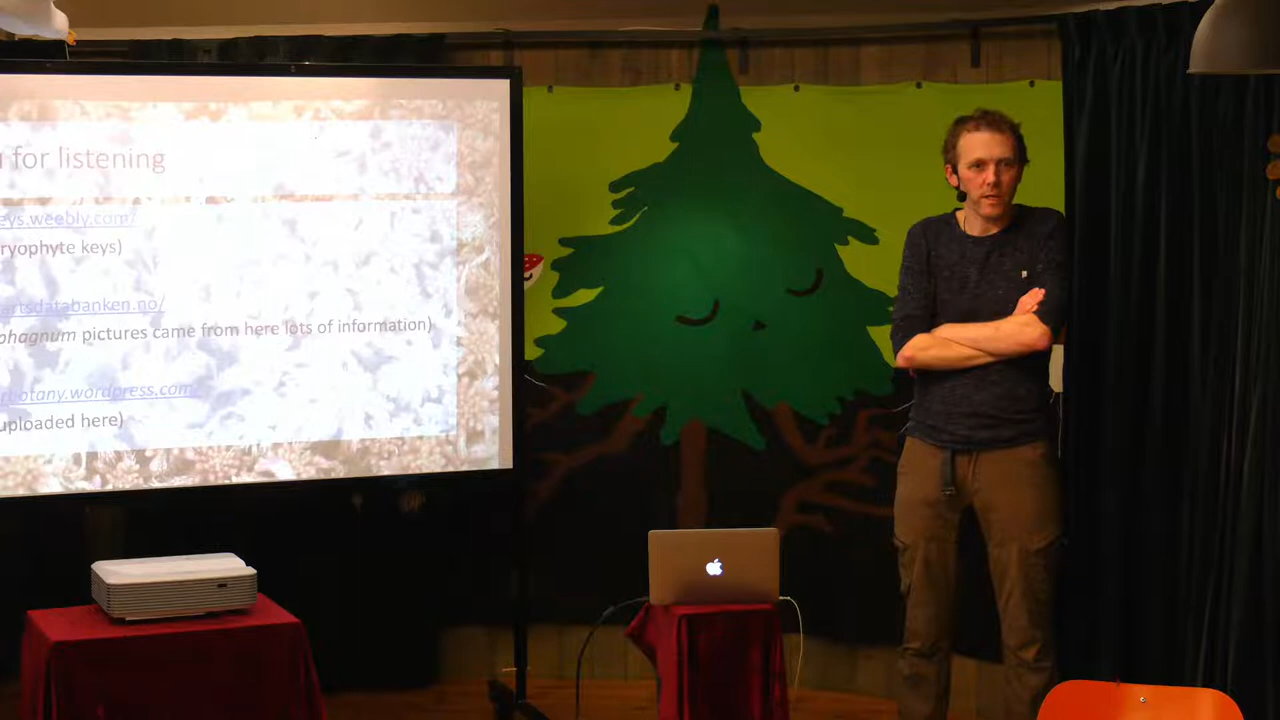 for listening
eys.weebly.com/
ryophyte keys)
artsdatabanken.no/
phagnum pictures came from here lots of information)
botany.wordpress.com/
uploaded here)